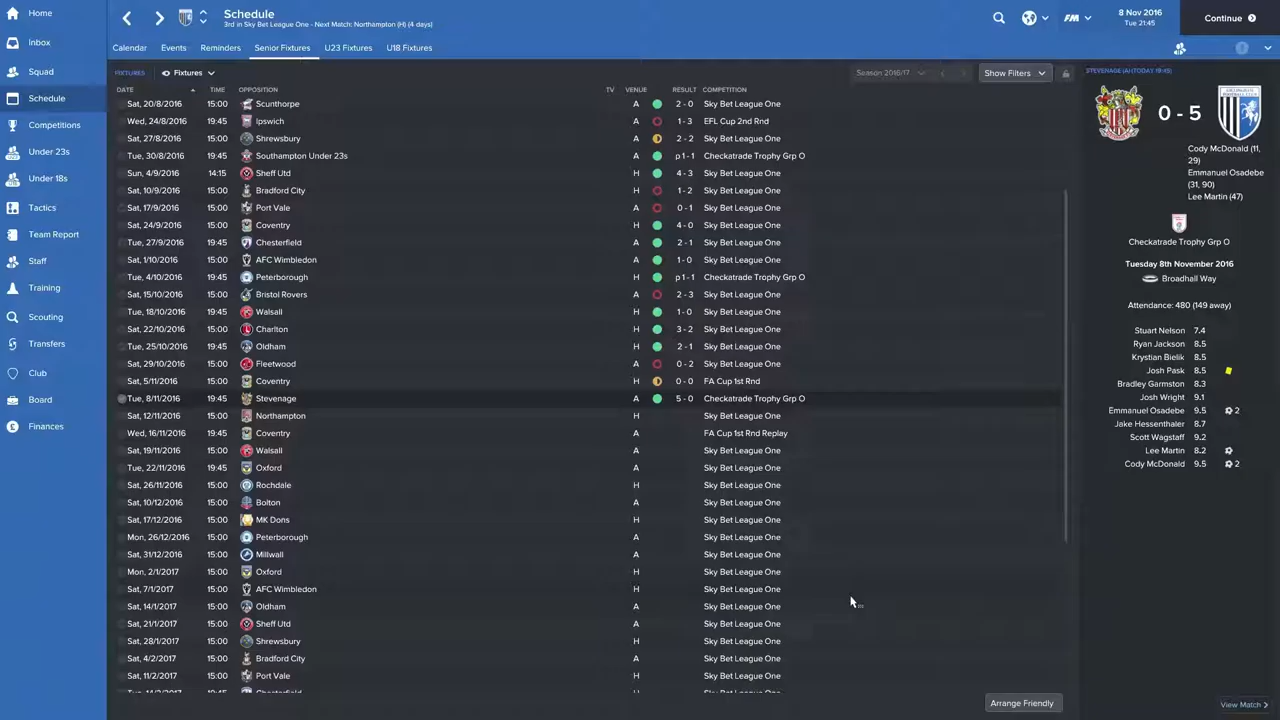 Home
Inbox
Squad
Schedule
Competitions
Under 23s
Under 18s
Tactics
Team Report
Staff
Training
Scouting
Transfers
Club
Board
Finances
Schedule
3rd in Sky Bet League One - Next Match: Northampton (H) (4 days)
FM
8 Nov 2016
Tue 21:45
Continue
Calendar Events Reminders Senior Fixtures U23 Fixtures U18 Fixtures
FIXTURES Fixtures Season 2016/17 Show Filters
DATE TIME OPPOSITION TV VENUE RESULT COMPETITION
Sat, 20/8/2016 15:00 Scunthorpe A 2 - 0 Sky Bet League One
Wed, 24/8/2016 19:45 Ipswich A 1 - 3 EFL Cup 2nd Rnd
Sat, 27/8/2016 15:00 Shrewsbury A 2 - 2 Sky Bet League One
Tue, 30/8/2016 19:45 Southampton Under 23s A p 1 - 1 Checkatrade Trophy Grp O
Sun, 4/9/2016 14:15 Sheff Utd H 4 - 3 Sky Bet League One
Sat, 10/9/2016 15:00 Bradford City H 1 - 2 Sky Bet League One
Sat, 17/9/2016 15:00 Port Vale A 0 - 1 Sky Bet League One
Sat, 24/9/2016 15:00 Coventry H 4 - 0 Sky Bet League One
Tue, 27/9/2016 19:45 Chesterfield A 2 - 1 Sky Bet League One
Sat, 1/10/2016 15:00 AFC Wimbledon A 1 - 0 Sky Bet League One
Tue, 4/10/2016 19:45 Peterborough H p 1 - 1 Checkatrade Trophy Grp O
Sat, 15/10/2016 15:00 Bristol Rovers A 2 - 3 Sky Bet League One
Tue, 18/10/2016 19:45 Walsall H 1 - 0 Sky Bet League One
Sat, 22/10/2016 15:00 Charlton H 3 - 2 Sky Bet League One
Tue, 25/10/2016 19:45 Oldham H 2 - 1 Sky Bet League One
Sat, 29/10/2016 15:00 Fleetwood A 0 - 2 Sky Bet League One
Sat, 5/11/2016 15:00 Coventry H 0 - 0 FA Cup 1st Rnd
Tue, 8/11/2016 19:45 Stevenage A 5 - 0 Checkatrade Trophy Grp O
Sat, 12/11/2016 15:00 Northampton H Sky Bet League One
Wed, 16/11/2016 19:45 Coventry A FA Cup 1st Rnd Replay
Sat, 19/11/2016 15:00 Walsall A Sky Bet League One
Tue, 22/11/2016 19:45 Oxford A Sky Bet League One
Sat, 26/11/2016 15:00 Rochdale H Sky Bet League One
Sat, 10/12/2016 15:00 Bolton A Sky Bet League One
Sat, 17/12/2016 15:00 MK Dons H Sky Bet League One
Mon, 26/12/2016 15:00 Peterborough A Sky Bet League One
Sat, 31/12/2016 15:00 Millwall A Sky Bet League One
Mon, 2/1/2017 15:00 Oxford H Sky Bet League One
Sat, 7/1/2017 15:00 AFC Wimbledon H Sky Bet League One
Sat, 14/1/2017 15:00 Oldham A Sky Bet League One
Sat, 21/1/2017 15:00 Sheff Utd A Sky Bet League One
Sat, 28/1/2017 15:00 Shrewsbury H Sky Bet League One
Sat, 4/2/2017 15:00 Bradford City A Sky Bet League One
Sat, 11/2/2017 15:00 Port Vale H Sky Bet League One
Tue, 14/2/2017 19:45 Chesterfield H Sky Bet League One
Arrange Friendly
STEVENAGE (A) (TODAY 19:45)
0 - 5
Cody McDonald (11,
29)
Emmanuel Osadebe
(31, 90)
Lee Martin (47)
Checkatrade Trophy Grp O
Tuesday 8th November 2016
Broadhall Way
Attendance: 480 (149 away)
Stuart Nelson 7.4
Ryan Jackson 8.5
Krystian Bielik 8.5
Josh Pask 8.5
Bradley Garmston 8.3
Josh Wright 9.1
Emmanuel Osadebe 9.5 2
Jake Hessenthaler 8.7
Scott Wagstaff 9.2
Lee Martin 8.2
Cody McDonald 9.5 2
View Match